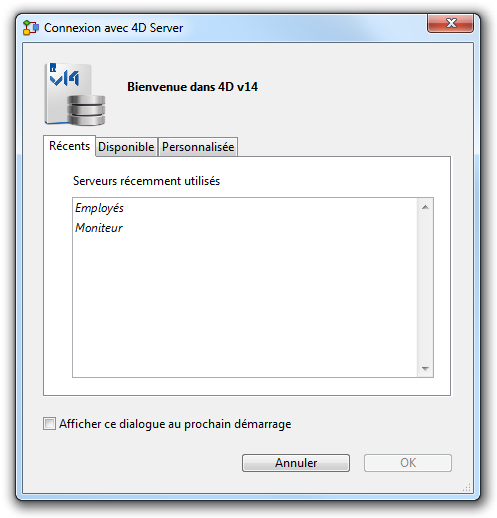 Connexion avec 4D Server
v14
Bienvenue dans 4D v14
Récents Disponible Personnalisée
Serveurs récemment utilisés
Employés
Moniteur
Afficher ce dialogue au prochain démarrage
Annuler OK